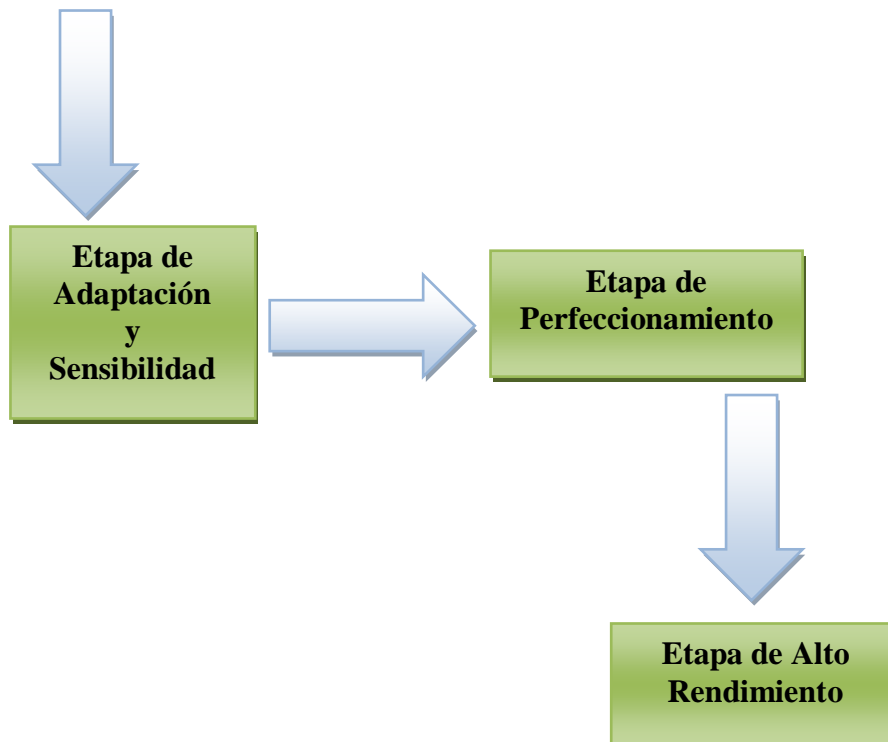 Etapa de
Adaptación
y
Sensibilidad
Etapa de
Perfeccionamiento
Etapa de Alto
Rendimiento